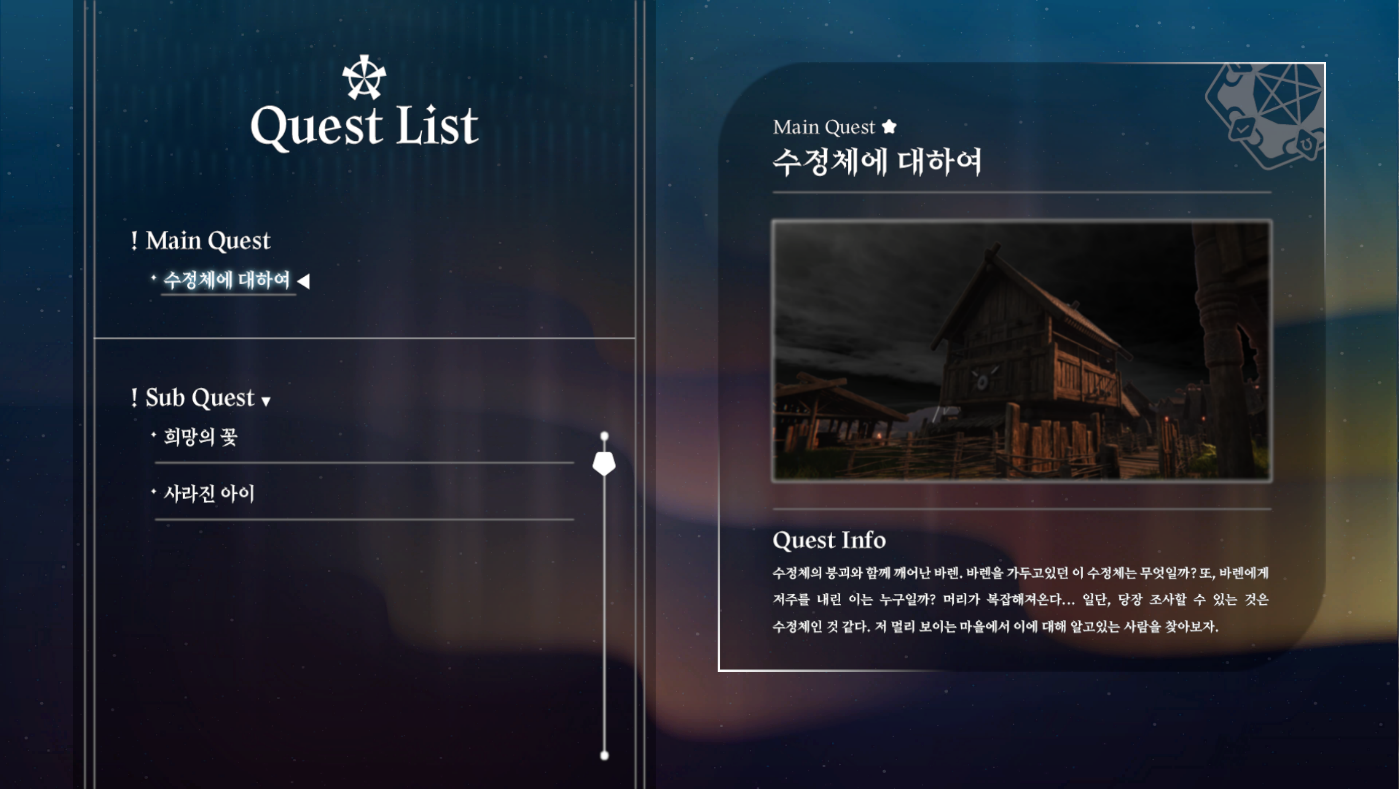 Quest List
! Main Quest
수정체에 대하여
! Sub Quest
희망의 꽃
사라진 아이
Main Quest
수정체에 대하여
Quest Info
수정체의 붕괴와 함께 깨어난 바렌. 바렌을 가두고있던 이 수정체는 무엇일까? 또, 바렌에게
저주를 내린 이는 누구일까? 머리가 복잡해져온다... 일단, 당장 조사할 수 있는 것은
수정체인 것 같다. 저 멀리 보이는 마을에서 이에 대해 알고있는 사람을 찾아보자.